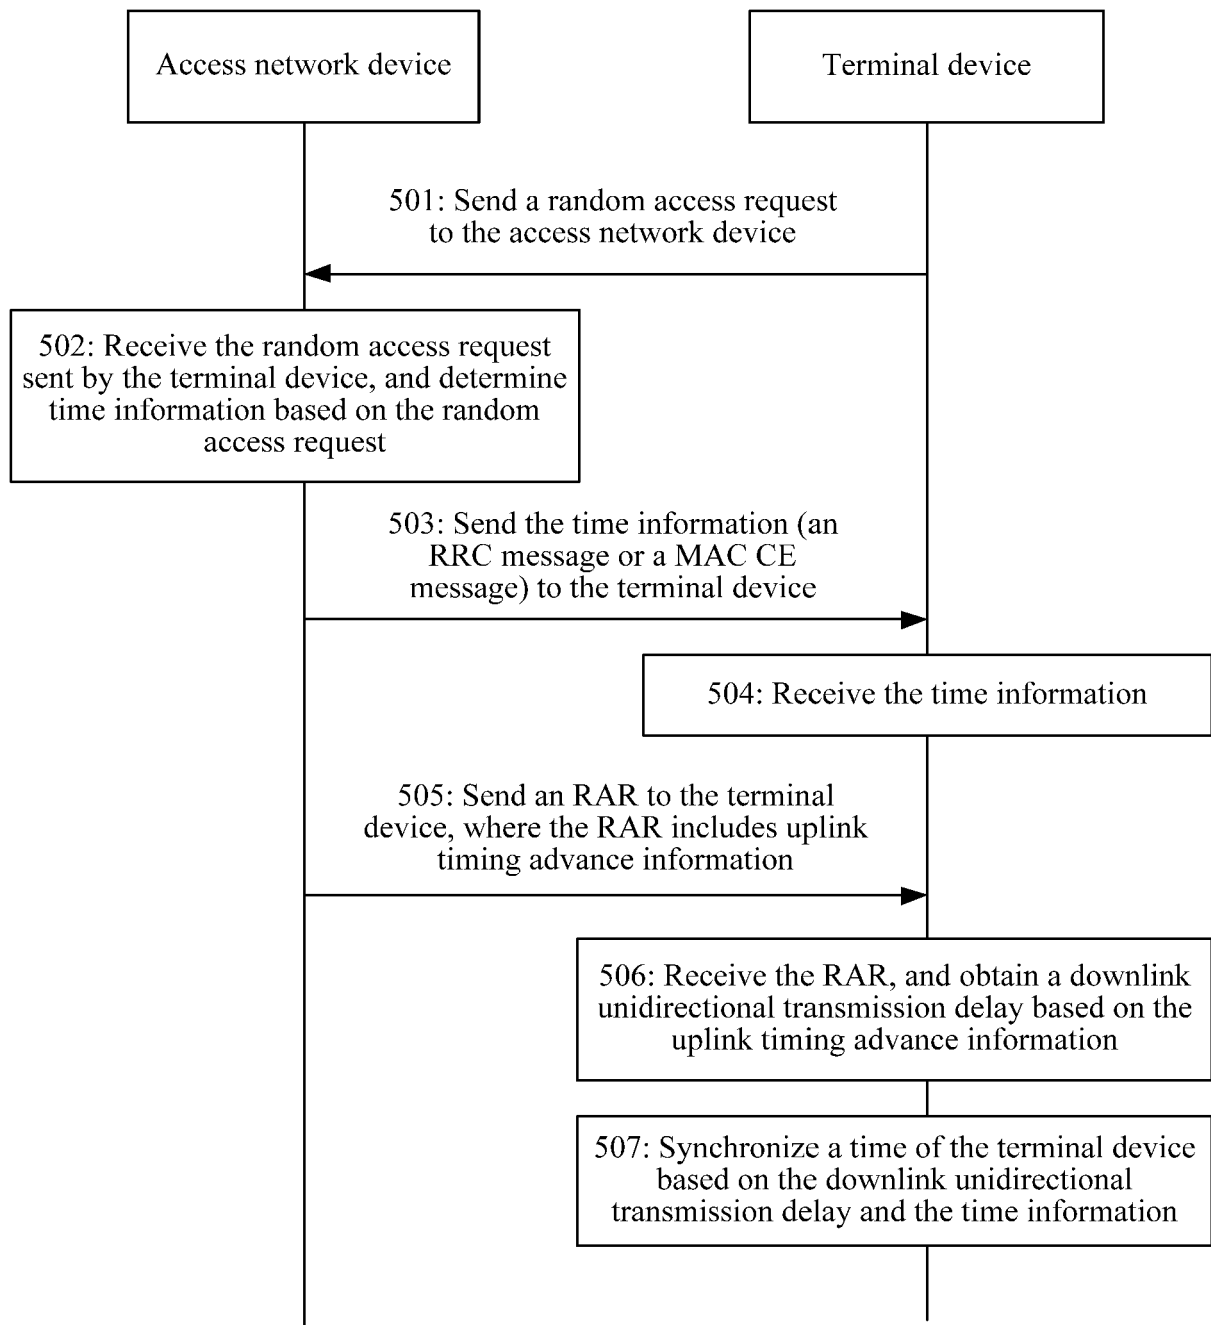 Access network device
Terminal device
501: Send a random access request
to the access network device
502: Receive the random access request
sent by the terminal device, and determine
time information based on the random
access request
503: Send the time information (an
RRC message or a MAC CE
message) to the terminal device
504: Receive the time information
505: Send an RAR to the terminal
device, where the RAR includes uplink
timing advance information
506: Receive the RAR, and obtain a downlink
unidirectional transmission delay based on the
uplink timing advance information
507: Synchronize a time of the terminal device
based on the downlink unidirectional
transmission delay and the time information